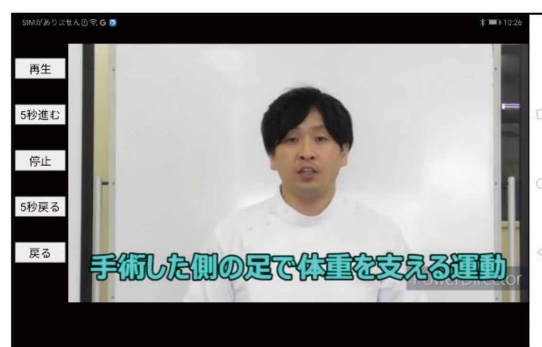 SIMがありません
10:26
再生
5秒進む
停止
5秒戻る
戻る
手術した側の足で体重を支える運動
PowerDirector